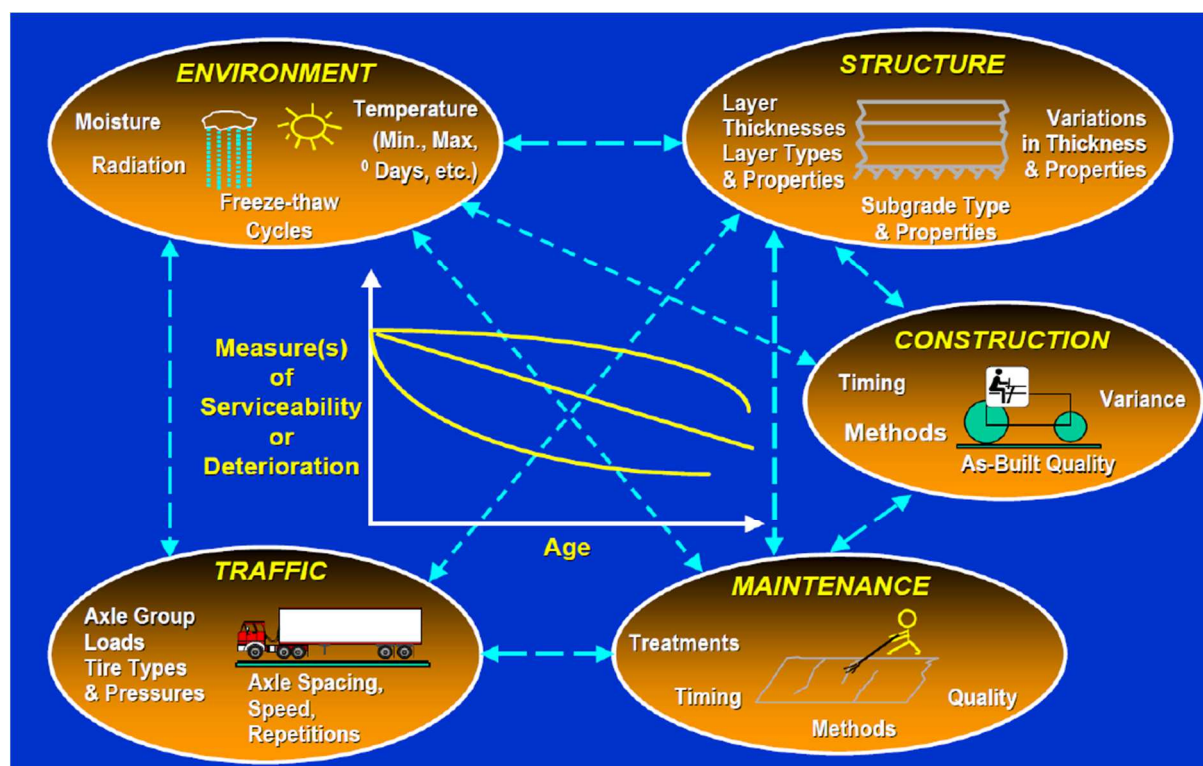 ENVIRONMENT
Moisture
Radiation
Temperature
(Min., Max,
0 Days, etc.)
Freeze-thaw
Cycles
STRUCTURE
Layer
Thicknesses
Layer Types
& Properties
Variations
in Thickness
& Properties
Subgrade Type
& Properties
Measure(s)
of
Serviceability
or
Deterioration
Age
CONSTRUCTION
Timing
Methods
Variance
As-Built Quality
TRAFFIC
Axle Group
Loads
Tire Types
& Pressures
Axle Spacing,
Speed,
Repetitions
MAINTENANCE
Treatments
Timing
Quality
Methods